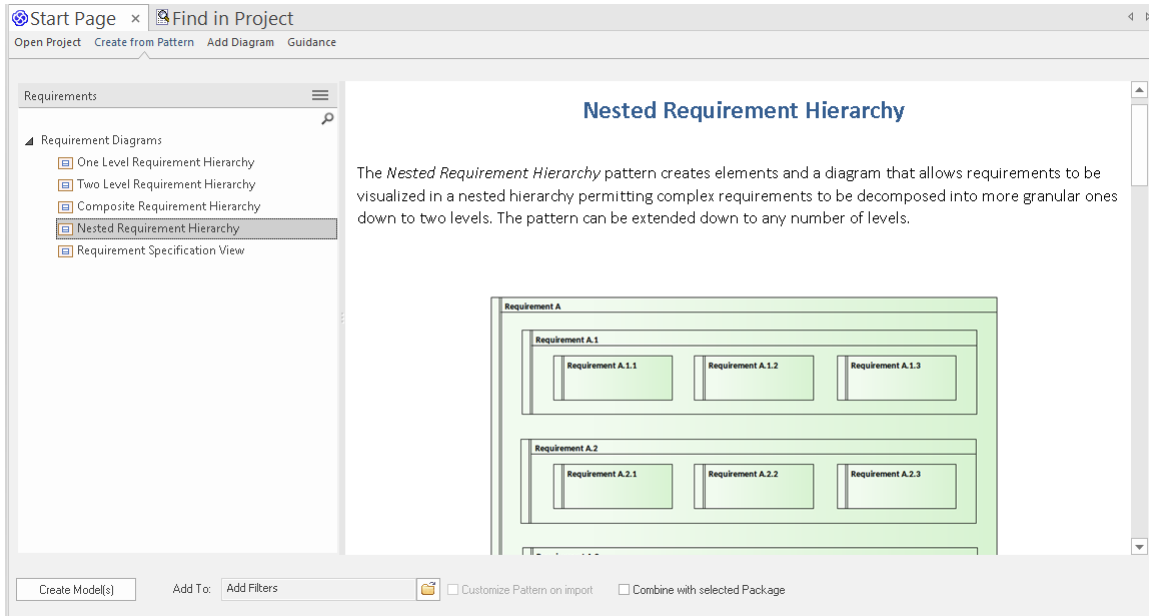 Start Page × Find in Project
Open Project Create from Pattern Add Diagram Guidance
Requirements
Requirement Diagrams
One Level Requirement Hierarchy
Two Level Requirement Hierarchy
Composite Requirement Hierarchy
Nested Requirement Hierarchy
Requirement Specification View
Nested Requirement Hierarchy
The Nested Requirement Hierarchy pattern creates elements and a diagram that allows requirements to be
visualized in a nested hierarchy permitting complex requirements to be decomposed into more granular ones
down to two levels. The pattern can be extended down to any number of levels.
Requirement A
Requirement A.1
Requirement A.1.1 Requirement A.1.2 Requirement A.1.3
Requirement A.2
Requirement A.2.1 Requirement A.2.2 Requirement A.2.3
Create Model(s) Add To: Add Filters Customize Pattern on import Combine with selected Package